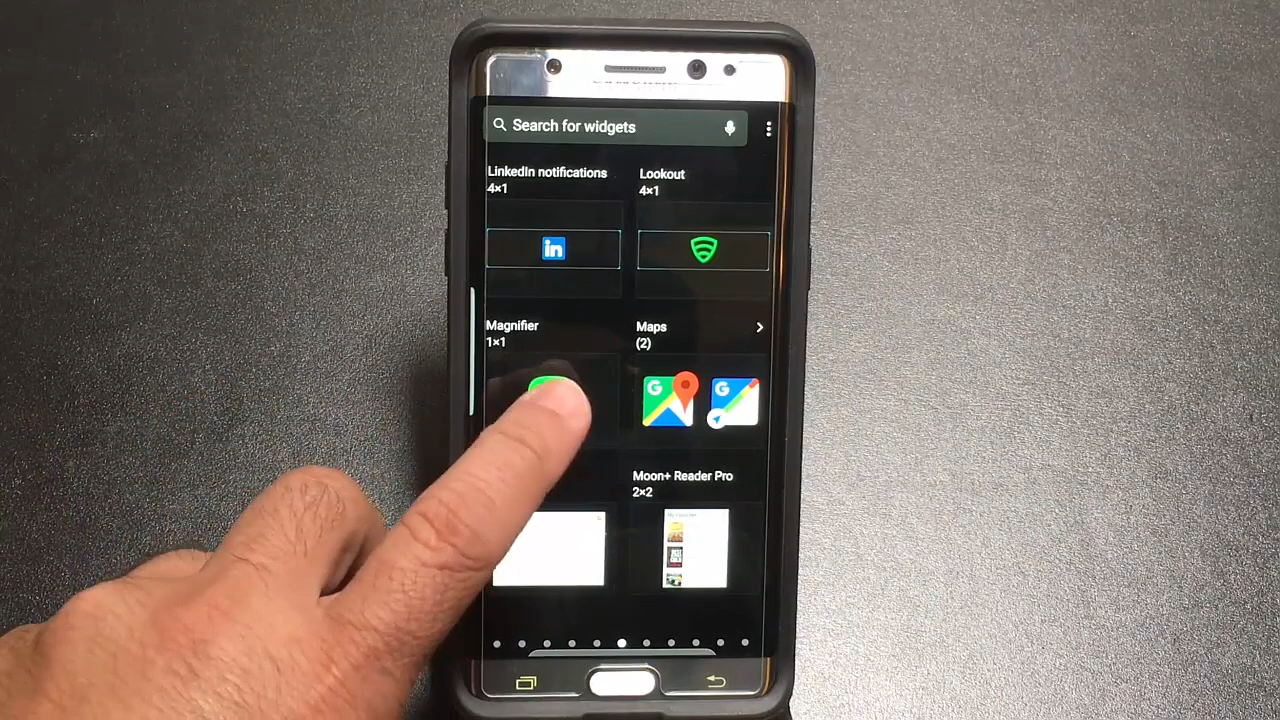 Search for widgets
LinkedIn notifications
4×1
Lookout
4×1
in
Magnifier
1×1
Maps
(2)
G
G
Moon+ Reader Pro
2×2